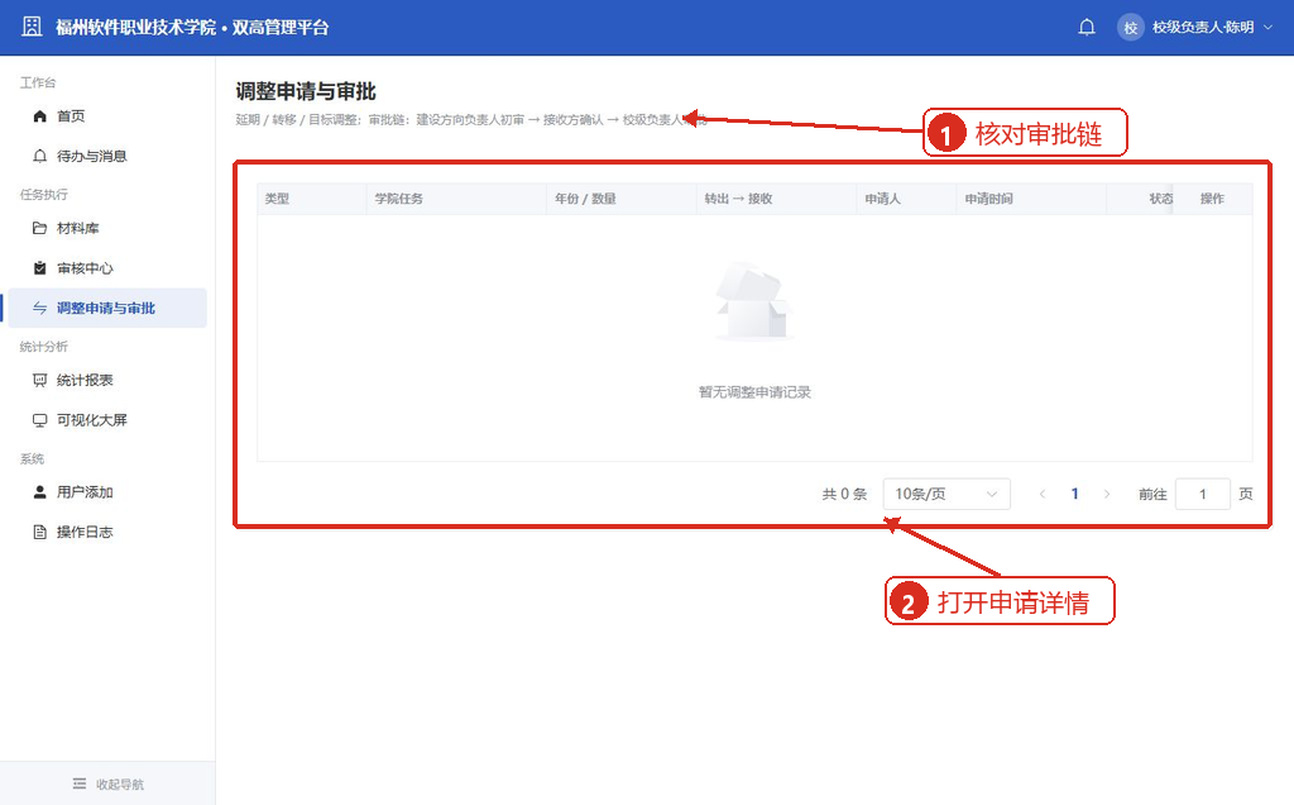 福州软件职业技术学院 • 双高管理平台
校 校级负责人·陈明
工作台
首页
待办与消息
任务执行
材料库
审核中心
调整申请与审批
统计分析
统计报表
可视化大屏
系统
用户添加
操作日志
收起导航
调整申请与审批
延期 / 转移 / 目标调整；审批链：建设方向负责人初审 → 接收方确认 → 校级负责人
1 核对审批链
类型 学院任务 年份 / 数量 转出 → 接收 申请人 申请时间 状态 操作
暂无调整申请记录
共 0 条 10条/页 1 前往 1 页
2 打开申请详情